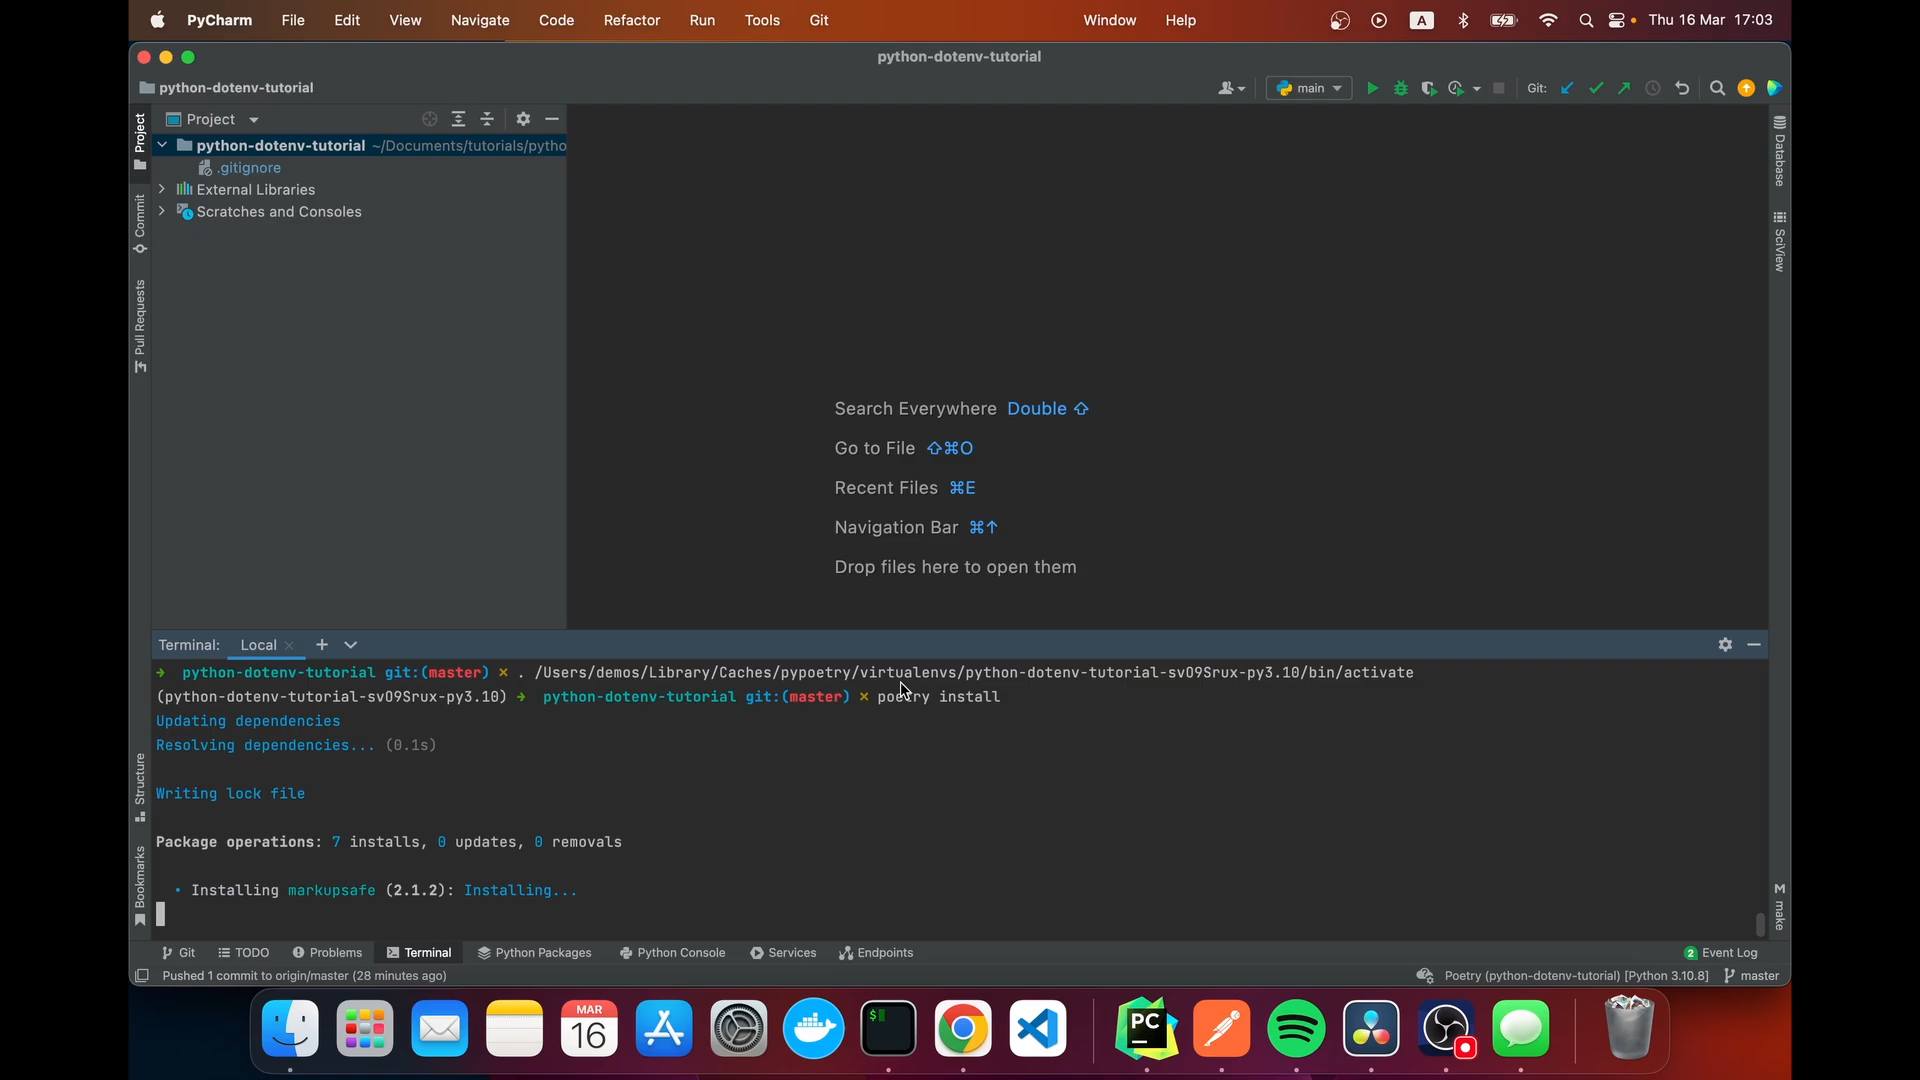 PyCharm File Edit View Navigate Code Refactor Run Tools Git Window Help A Thu 16 Mar 17:03
python-dotenv-tutorial
python-dotenv-tutorial main Git:
Project
python-dotenv-tutorial ~/Documents/tutorials/pytho
.gitignore
External Libraries
Scratches and Consoles
Project
Commit
Pull Requests
Structure
Bookmarks
Database
SciView
M make
Search Everywhere Double ⇧
Go to File ⇧⌘O
Recent Files ⌘E
Navigation Bar ⌘↑
Drop files here to open them
Terminal: Local
→ python-dotenv-tutorial git:(master) × . /Users/demos/Library/Caches/pypoetry/virtualenvs/python-dotenv-tutorial-svO9Srux-py3.10/bin/activate
(python-dotenv-tutorial-svO9Srux-py3.10) → python-dotenv-tutorial git:(master) × poetry install
Updating dependencies
Resolving dependencies... (0.1s)
Writing lock file
Package operations: 7 installs, 0 updates, 0 removals
• Installing markupsafe (2.1.2): Installing...
Git TODO Problems Terminal Python Packages Python Console Services Endpoints 2 Event Log
Pushed 1 commit to origin/master (28 minutes ago) Poetry (python-dotenv-tutorial) [Python 3.10.8] master
MAR
16
$
PC